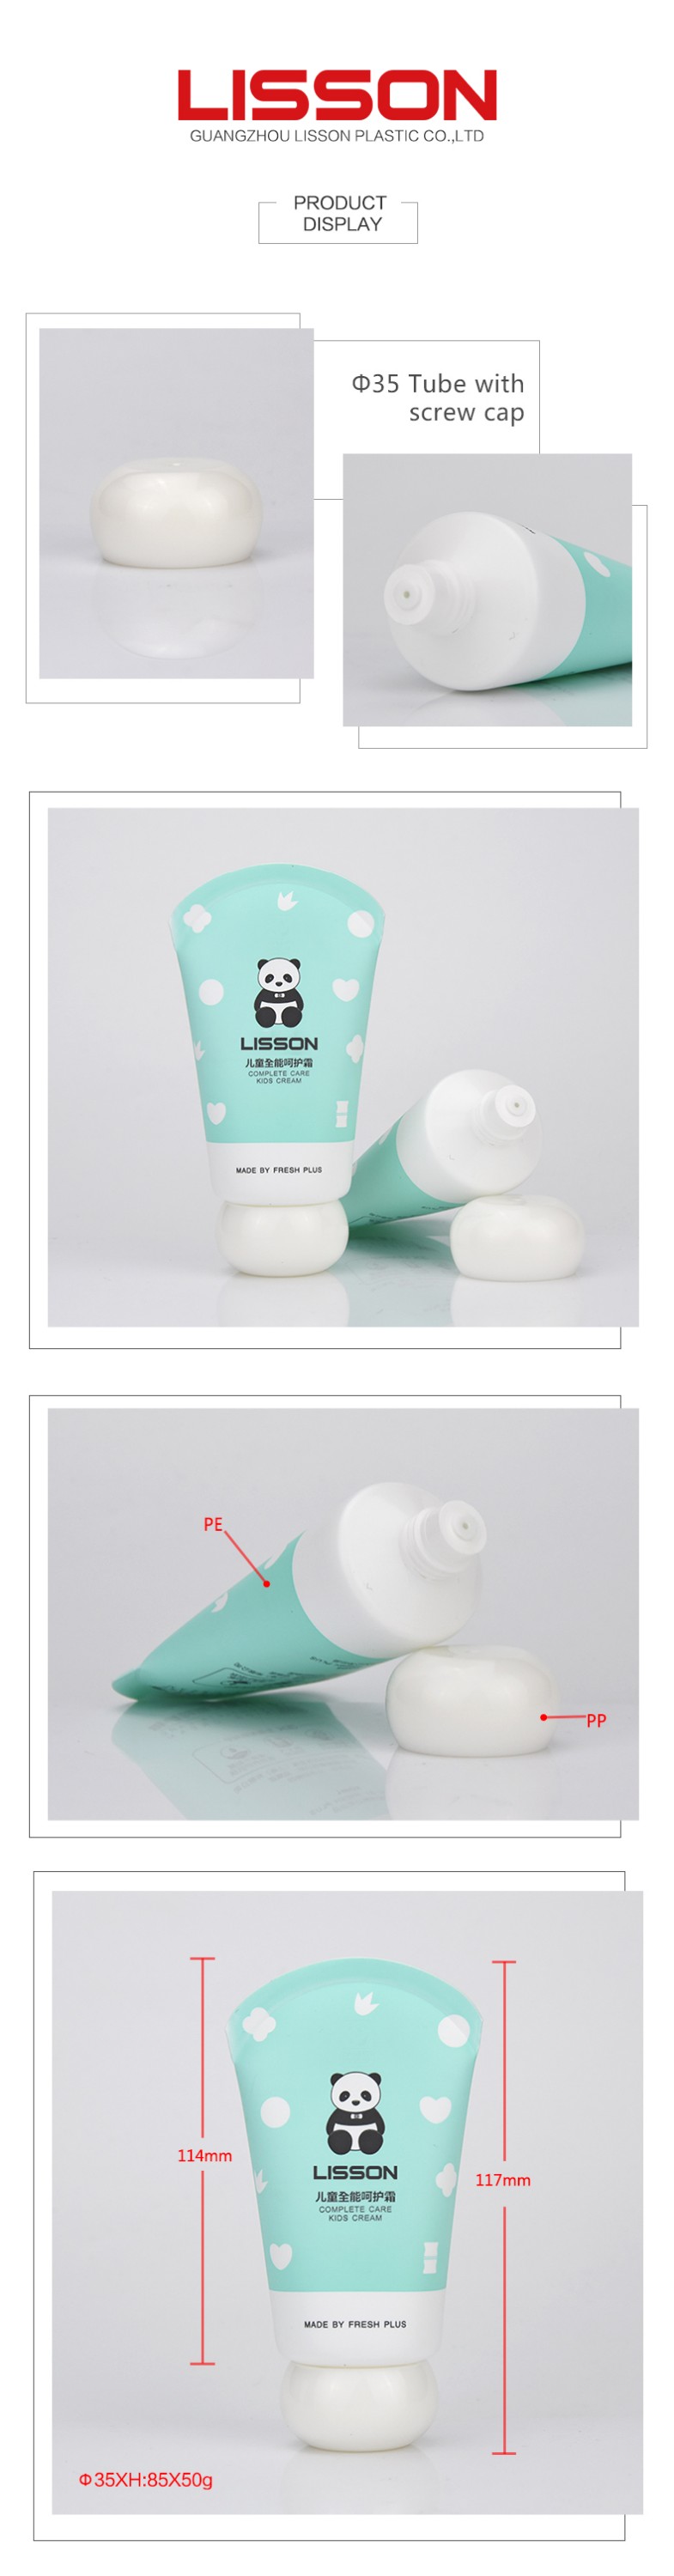 LISSON
GUANGZHOU LISSON PLASTIC CO.,LTD
PRODUCT
DISPLAY
Φ35 Tube with
screw cap
LISSON
儿童全能呵护霜
COMPLETE CARE
KIDS CREAM
MADE BY FRESH PLUS
PE
PP
114mm
117mm
LISSON
儿童全能呵护霜
COMPLETE CARE
KIDS CREAM
MADE BY FRESH PLUS
Φ35XH:85X50g